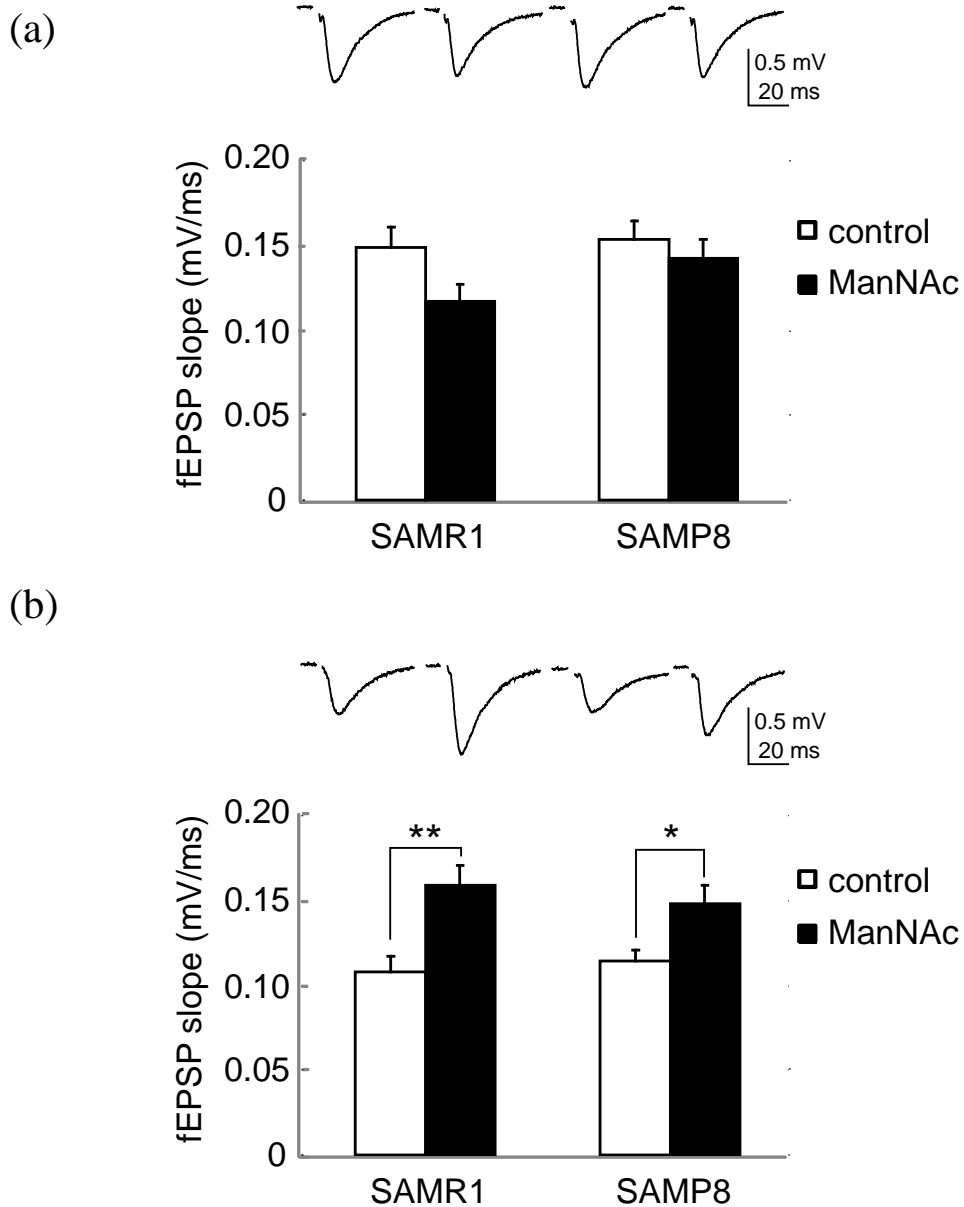 (a)
0.5 mV
20 ms
fEPSP slope (mV/ms)
0.20
0.15
0.10
0.05
0
control
ManNAc
SAMR1 SAMP8
(b)
0.5 mV
20 ms
fEPSP slope (mV/ms)
0.20
0.15
0.10
0.05
0
** *
control
ManNAc
SAMR1 SAMP8